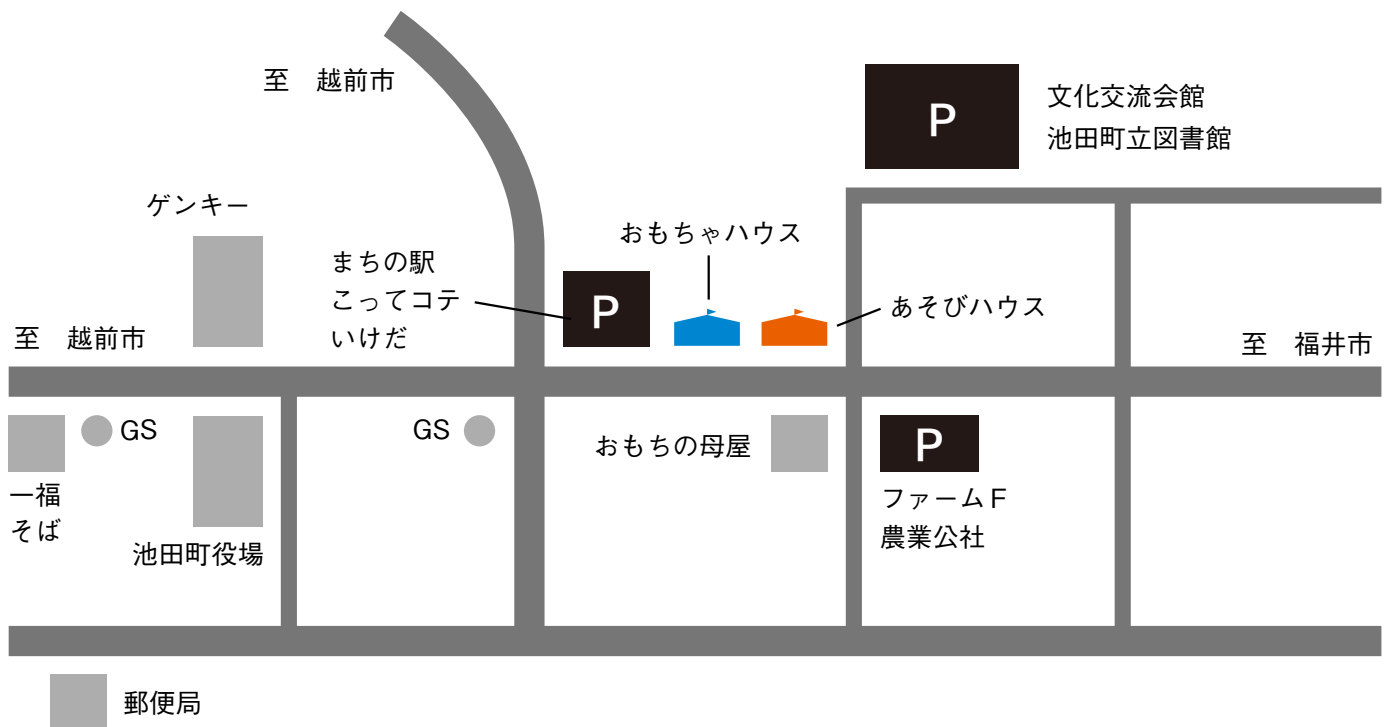 至　越前市
P
文化交流会館
池田町立図書館
ゲンキー
おもちゃハウス
まちの駅
こってコテ
いけだ
P
あそびハウス
至　越前市
至　福井市
GS
GS
おもちの母屋
P
一福
そば
池田町役場
ファームＦ
農業公社
郵便局